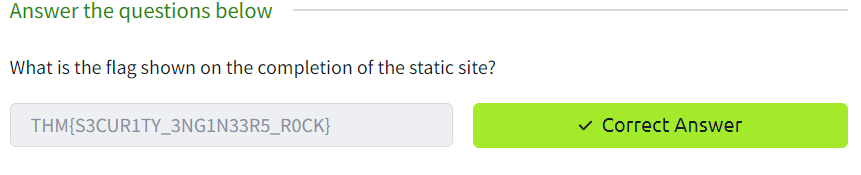 Answer the questions below
What is the flag shown on the completion of the static site?
THM{S3CUR1TY_3NG1N33R5_R0CK}
Correct Answer